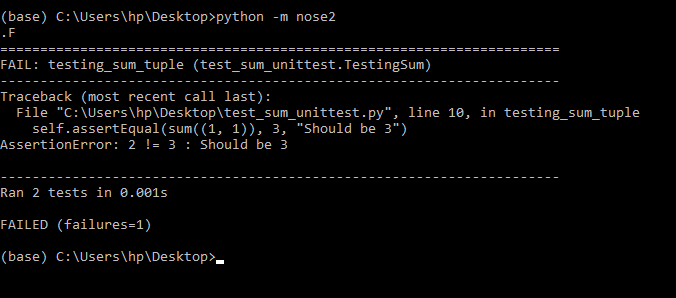 (base) C:\Users\hp\Desktop>python -m nose2
.F
======================================================================
FAIL: testing_sum_tuple (test_sum_unittest.TestingSum)
----------------------------------------------------------------------
Traceback (most recent call last):
  File "C:\Users\hp\Desktop\test_sum_unittest.py", line 10, in testing_sum_tuple
    self.assertEqual(sum((1, 1)), 3, "Should be 3")
AssertionError: 2 != 3 : Should be 3
----------------------------------------------------------------------
Ran 2 tests in 0.001s
FAILED (failures=1)
(base) C:\Users\hp\Desktop>